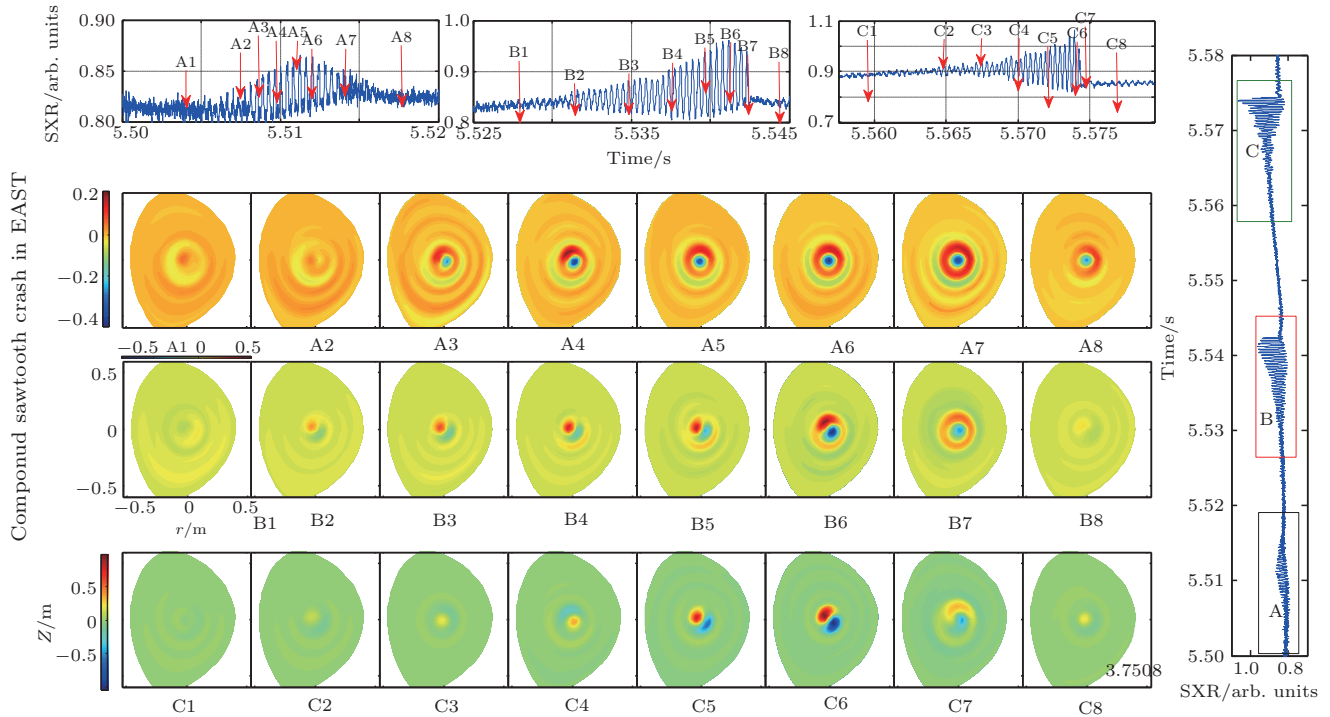 SXR/arb. units
0.90
0.85
0.80
A1
A2
A3
A4
A5
A6
A7
A8
5.50
5.51
5.52
1.0
0.9
0.8
B1
B2
B3
B4
B5
B6
B7
B8
5.525
5.535
5.545
Time/s
1.1
0.9
0.7
C1
C2
C3
C4
C5
C6
C7
C8
5.560
5.565
5.570
5.575
Componud sawtooth crash in EAST
0.2
0
−0.2
−0.4
−0.5 A1 0 0.5
A2
A3
A4
A5
A6
A7
A8
0.5
0
−0.5
−0.5 0 0.5
r/m
B1
B2
B3
B4
B5
B6
B7
B8
Z/m
0.5
0
−0.5
3.7508
C1
C2
C3
C4
C5
C6
C7
C8
Time/s
5.58
5.57
5.56
5.55
5.54
5.53
5.52
5.51
5.50
C
B
A
1.0 0.8
SXR/arb. units